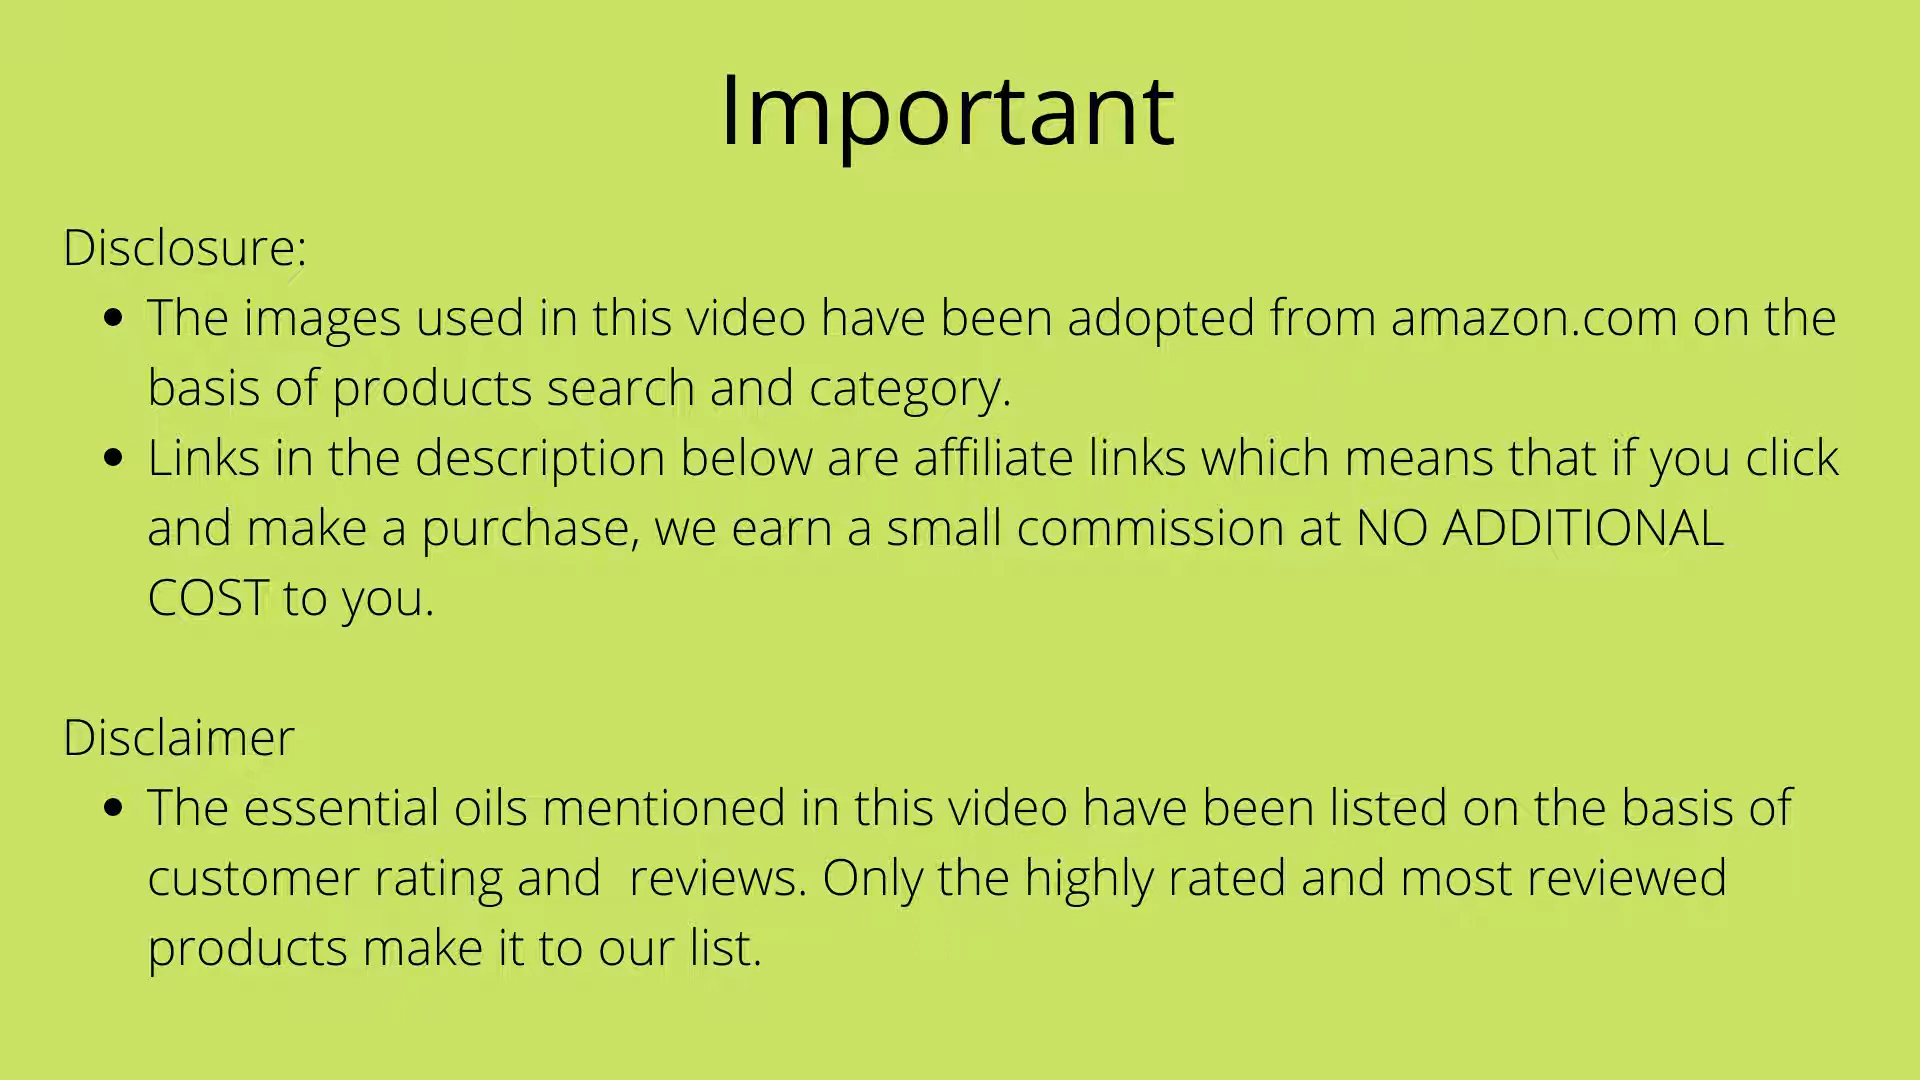 Important
Disclosure:
• The images used in this video have been adopted from amazon.com on the
basis of products search and category.
• Links in the description below are affiliate links which means that if you click
and make a purchase, we earn a small commission at NO ADDITIONAL
COST to you.
Disclaimer
• The essential oils mentioned in this video have been listed on the basis of
customer rating and  reviews. Only the highly rated and most reviewed
products make it to our list.